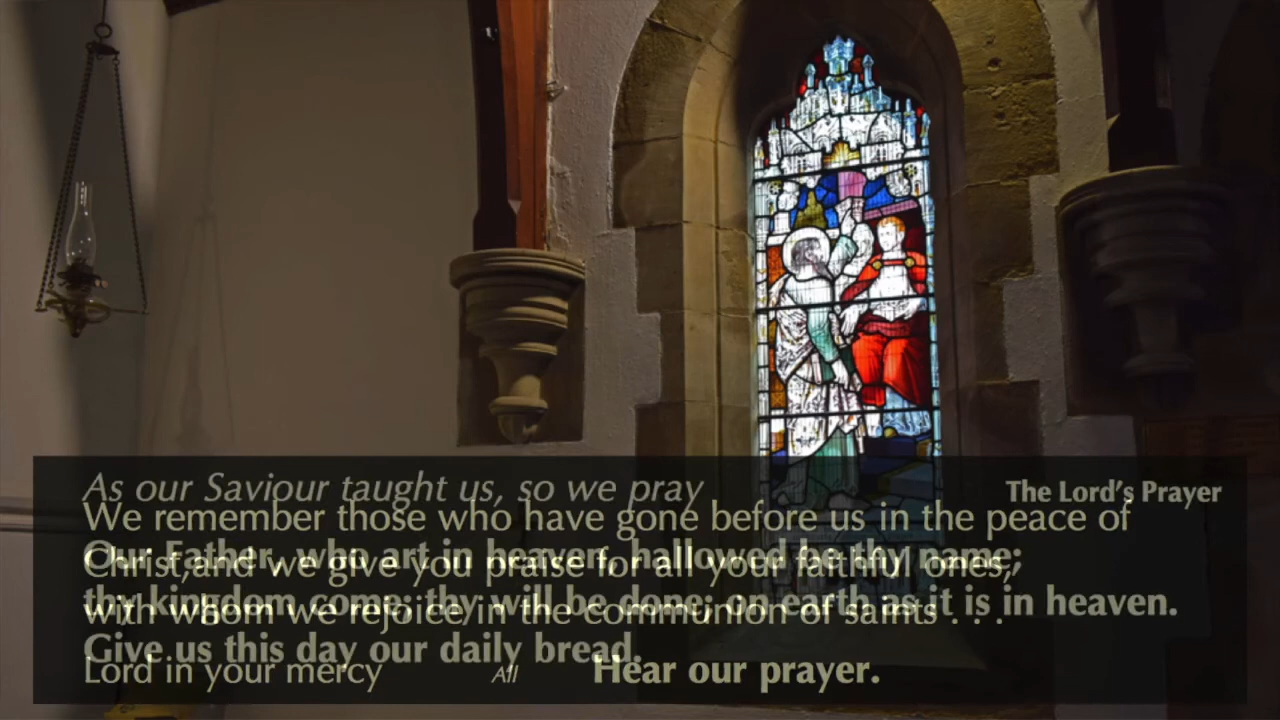 As our Saviour taught us, so we pray
The Lord's Prayer
We remember those who have gone before us in the peace of
Our Father, who art in heaven, hallowed be thy name;
Christ, and we give you praise for all your faithful ones,
thy kingdom come; thy will be done; on earth as it is in heaven.
with whom we rejoice in the communion of saints . . .
Give us this day our daily bread.
Lord in your mercy All Hear our prayer.